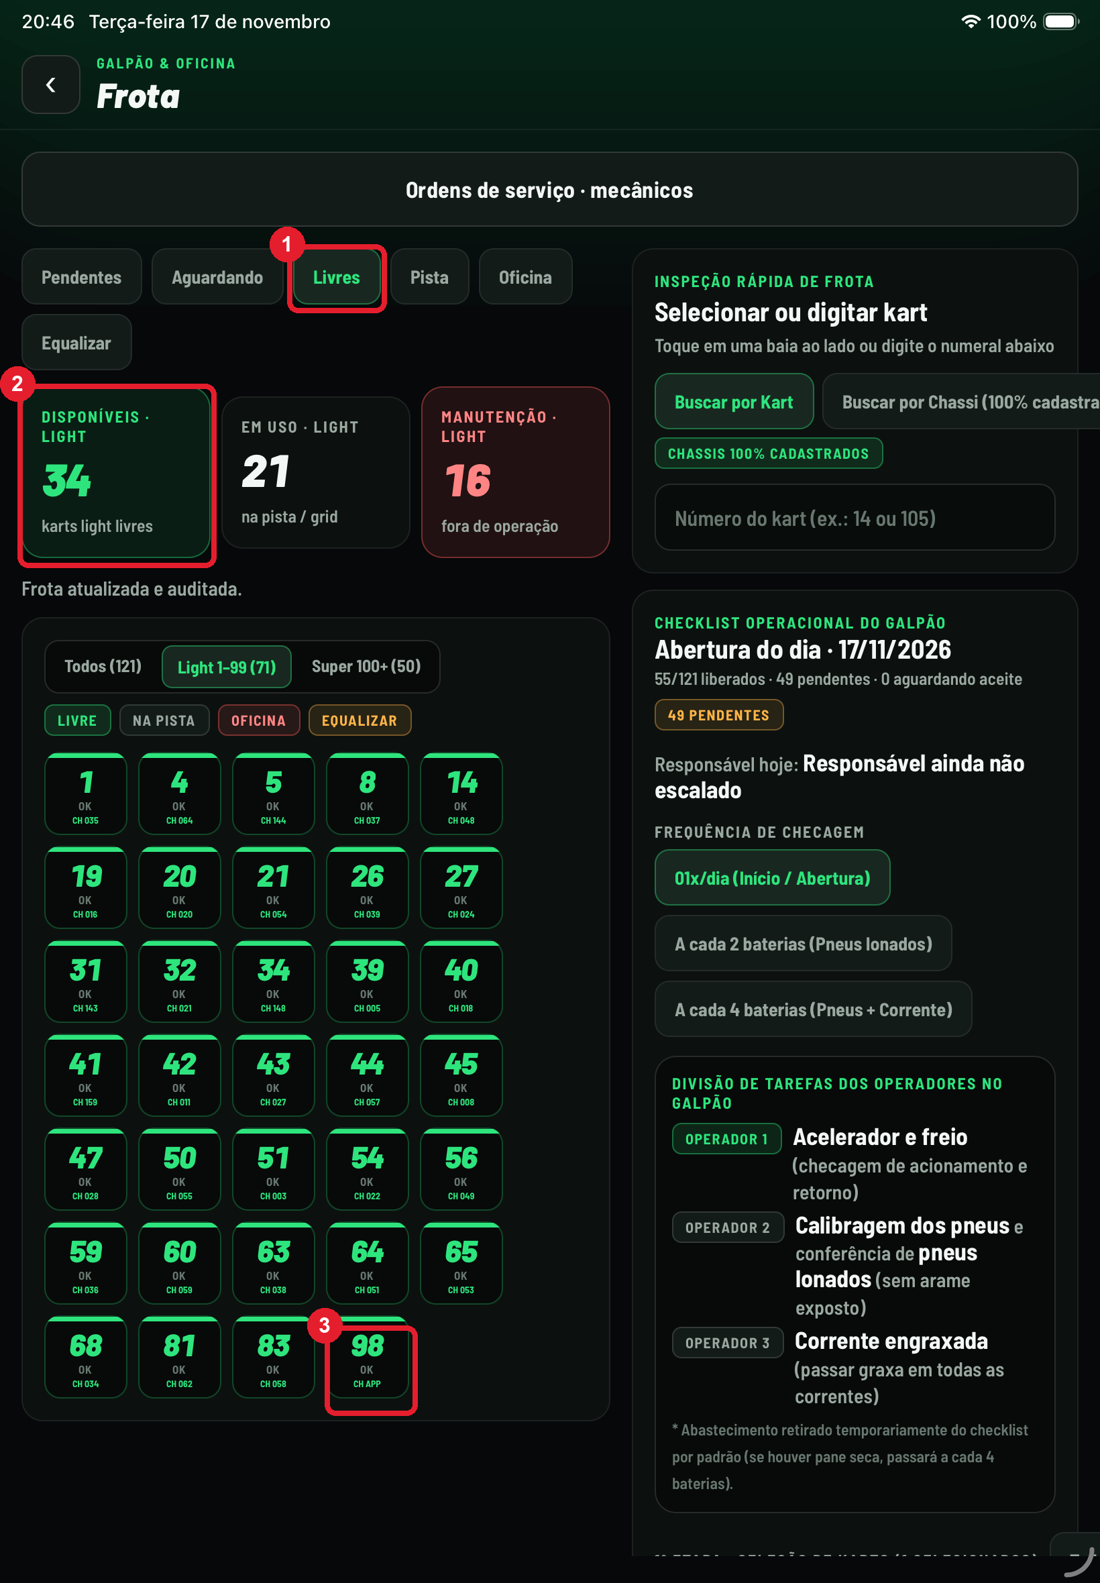 20:46 Terça-feira 17 de novembro
100%
GALPÃO & OFICINA
Frota
Ordens de serviço · mecânicos
1
Pendentes
Aguardando
Livres
Pista
Oficina
Equalizar
2
DISPONÍVEIS ·
LIGHT
34
karts light livres
EM USO · LIGHT
21
na pista / grid
MANUTENÇÃO ·
LIGHT
16
fora de operação
Frota atualizada e auditada.
Todos (121)
Light 1–99 (71)
Super 100+ (50)
LIVRE
NA PISTA
OFICINA
EQUALIZAR
1
OK
CH 035
4
OK
CH 064
5
OK
CH 144
8
OK
CH 037
14
OK
CH 048
19
OK
CH 016
20
OK
CH 020
21
OK
CH 054
26
OK
CH 039
27
OK
CH 024
31
OK
CH 143
32
OK
CH 021
34
OK
CH 148
39
OK
CH 005
40
OK
CH 018
41
OK
CH 159
42
OK
CH 011
43
OK
CH 027
44
OK
CH 057
45
OK
CH 008
47
OK
CH 028
50
OK
CH 055
51
OK
CH 003
54
OK
CH 022
56
OK
CH 049
59
OK
CH 036
60
OK
CH 059
63
OK
CH 038
64
OK
CH 051
65
OK
CH 053
68
OK
CH 034
81
OK
CH 062
83
OK
CH 058
3
98
OK
CH APP
INSPEÇÃO RÁPIDA DE FROTA
Selecionar ou digitar kart
Toque em uma baia ao lado ou digite o numeral abaixo
Buscar por Kart
Buscar por Chassi (100% cadastra
CHASSIS 100% CADASTRADOS
Número do kart (ex.: 14 ou 105)
CHECKLIST OPERACIONAL DO GALPÃO
Abertura do dia · 17/11/2026
55/121 liberados · 49 pendentes · 0 aguardando aceite
49 PENDENTES
Responsável hoje: Responsável ainda não
escalado
FREQUÊNCIA DE CHECAGEM
01x/dia (Início / Abertura)
A cada 2 baterias (Pneus lonados)
A cada 4 baterias (Pneus + Corrente)
DIVISÃO DE TAREFAS DOS OPERADORES NO
GALPÃO
OPERADOR 1
Acelerador e freio
(checagem de acionamento e
retorno)
OPERADOR 2
Calibragem dos pneus e
conferência de pneus
lonados (sem arame
exposto)
OPERADOR 3
Corrente engraxada
(passar graxa em todas as
correntes)
* Abastecimento retirado temporariamente do checklist
por padrão (se houver pane seca, passará a cada 4
baterias).